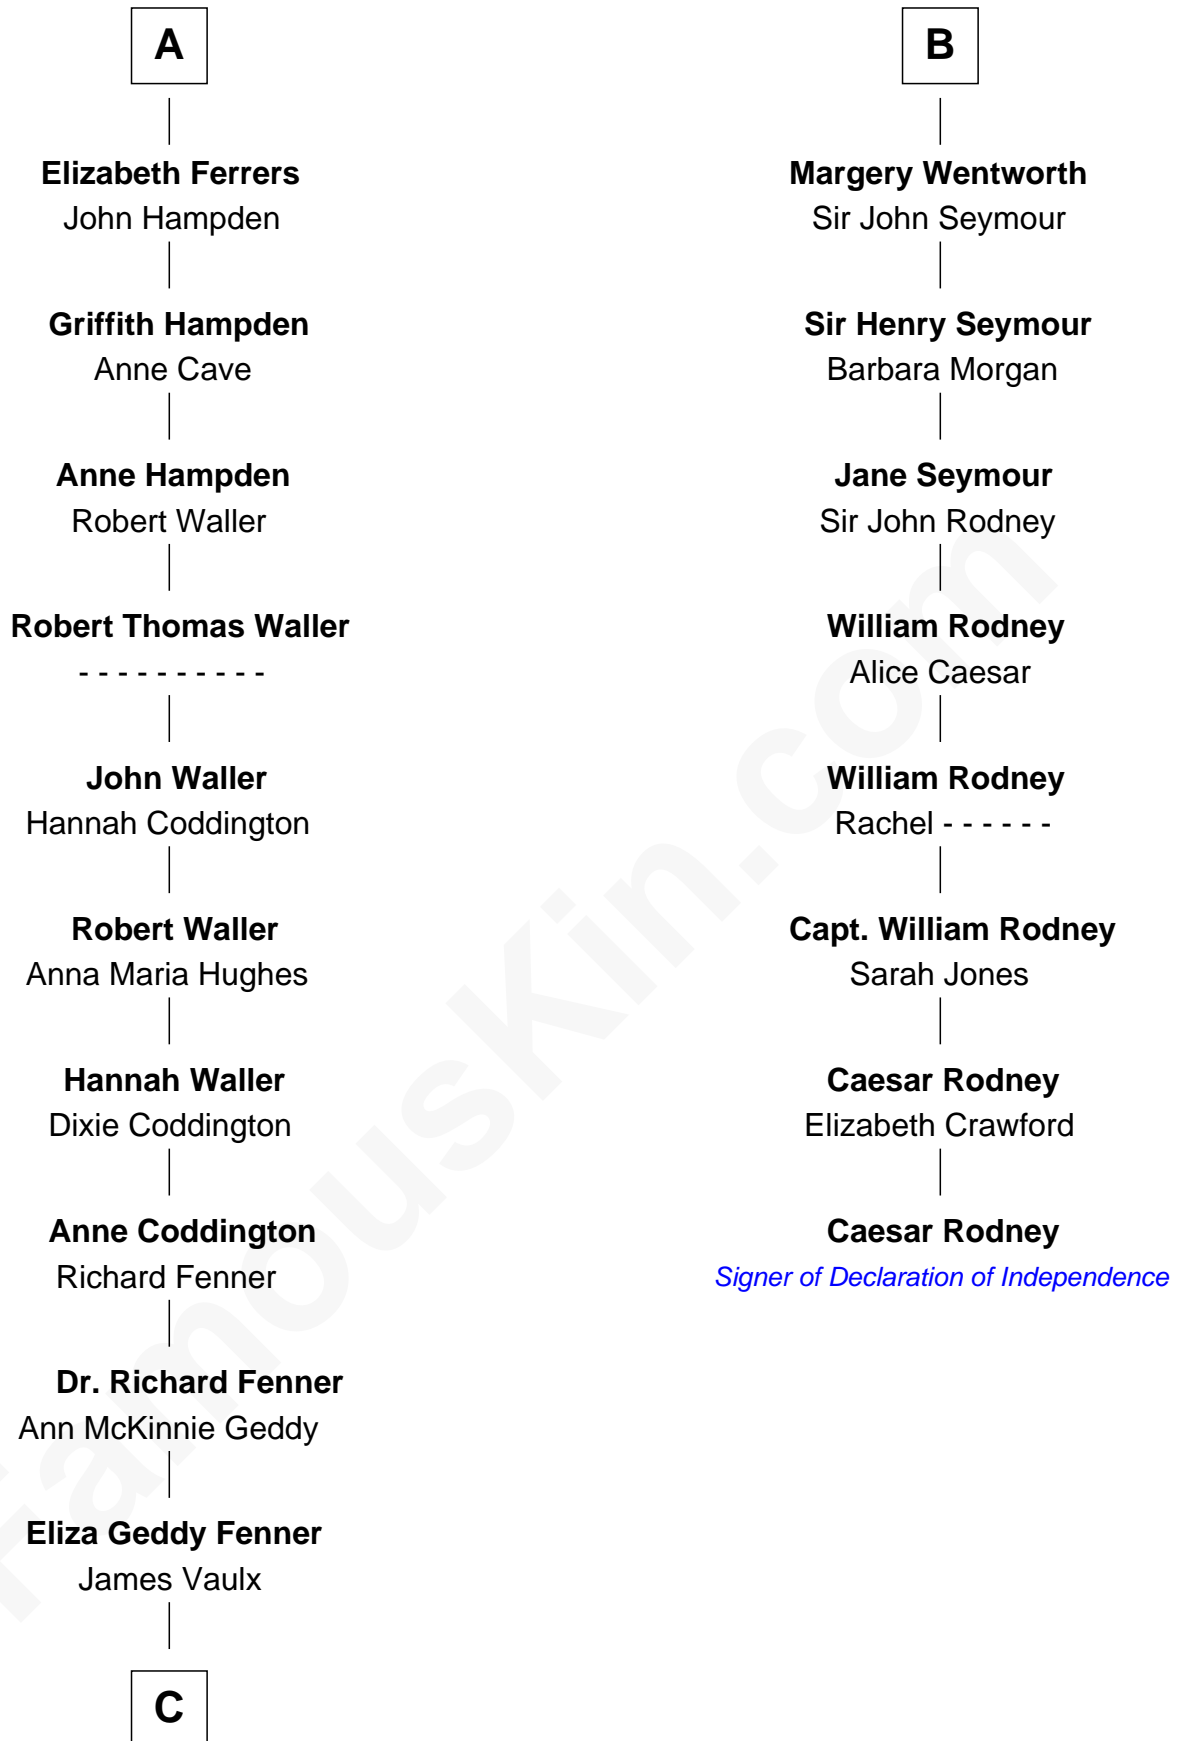 A
Elizabeth Ferrers
John Hampden
Griffith Hampden
Anne Cave
Anne Hampden
Robert Waller
Robert Thomas Waller
- - - - - - - - - -
John Waller
Hannah Coddington
Robert Waller
Anna Maria Hughes
Hannah Waller
Dixie Coddington
Anne Coddington
Richard Fenner
Dr. Richard Fenner
Ann McKinnie Geddy
Eliza Geddy Fenner
James Vaulx
C
B
Margery Wentworth
Sir John Seymour
Sir Henry Seymour
Barbara Morgan
Jane Seymour
Sir John Rodney
William Rodney
Alice Caesar
William Rodney
Rachel - - - - - -
Capt. William Rodney
Sarah Jones
Caesar Rodney
Elizabeth Crawford
Caesar Rodney
Signer of Declaration of Independence
FamousKin.com